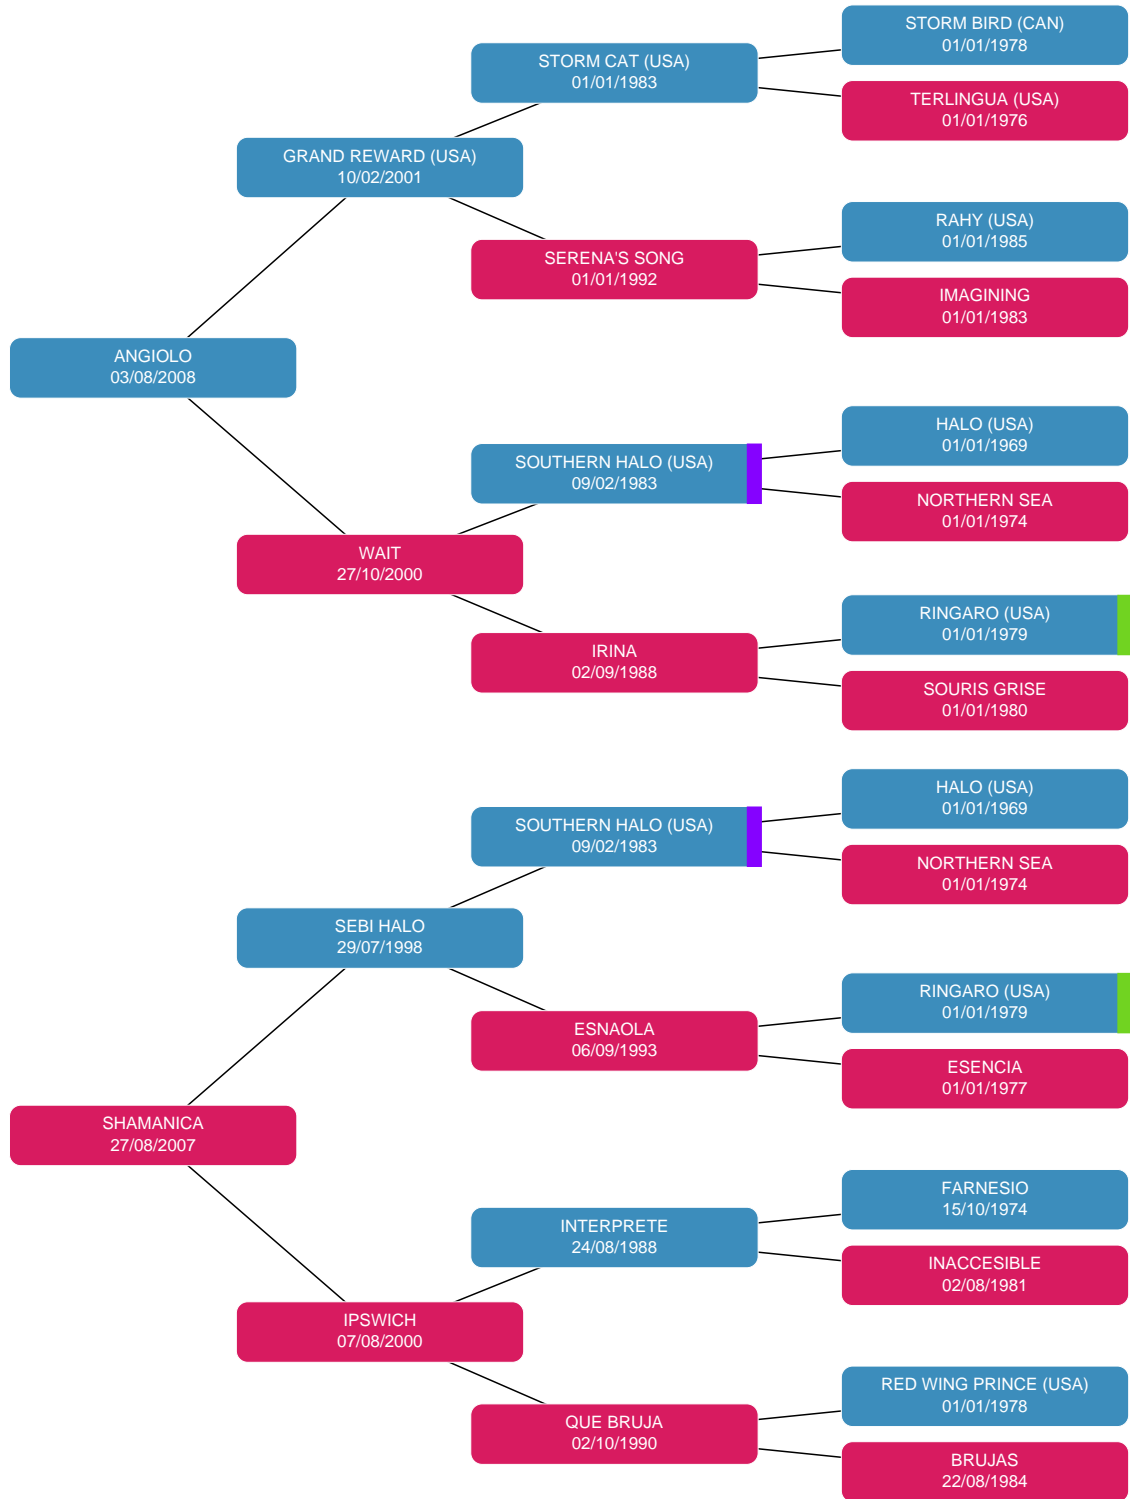 STORM BIRD (CAN)
01/01/1978
STORM CAT (USA)
01/01/1983
TERLINGUA (USA)
01/01/1976
GRAND REWARD (USA)
10/02/2001
RAHY (USA)
01/01/1985
SERENA'S SONG
01/01/1992
IMAGINING
01/01/1983
ANGIOLO
03/08/2008
HALO (USA)
01/01/1969
SOUTHERN HALO (USA)
09/02/1983
NORTHERN SEA
01/01/1974
WAIT
27/10/2000
RINGARO (USA)
01/01/1979
IRINA
02/09/1988
SOURIS GRISE
01/01/1980
HALO (USA)
01/01/1969
SOUTHERN HALO (USA)
09/02/1983
NORTHERN SEA
01/01/1974
SEBI HALO
29/07/1998
RINGARO (USA)
01/01/1979
ESNAOLA
06/09/1993
ESENCIA
01/01/1977
SHAMANICA
27/08/2007
FARNESIO
15/10/1974
INTERPRETE
24/08/1988
INACCESIBLE
02/08/1981
IPSWICH
07/08/2000
RED WING PRINCE (USA)
01/01/1978
QUE BRUJA
02/10/1990
BRUJAS
22/08/1984